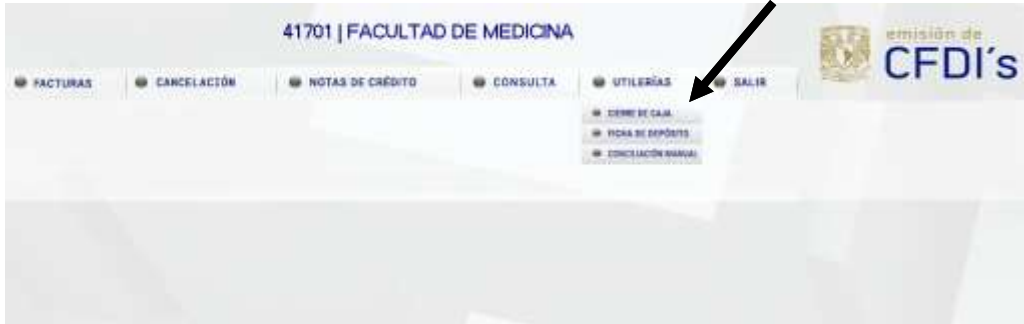 41701 | FACULTAD DE MEDICINA
emisión de
CFDI´s
FACTURAS CANCELACIÓN NOTAS DE CRÉDITO CONSULTA UTILERÍAS SALIR
CIERRE DE CAJA
FICHA DE DEPÓSITO
CONCILIACIÓN MANUAL